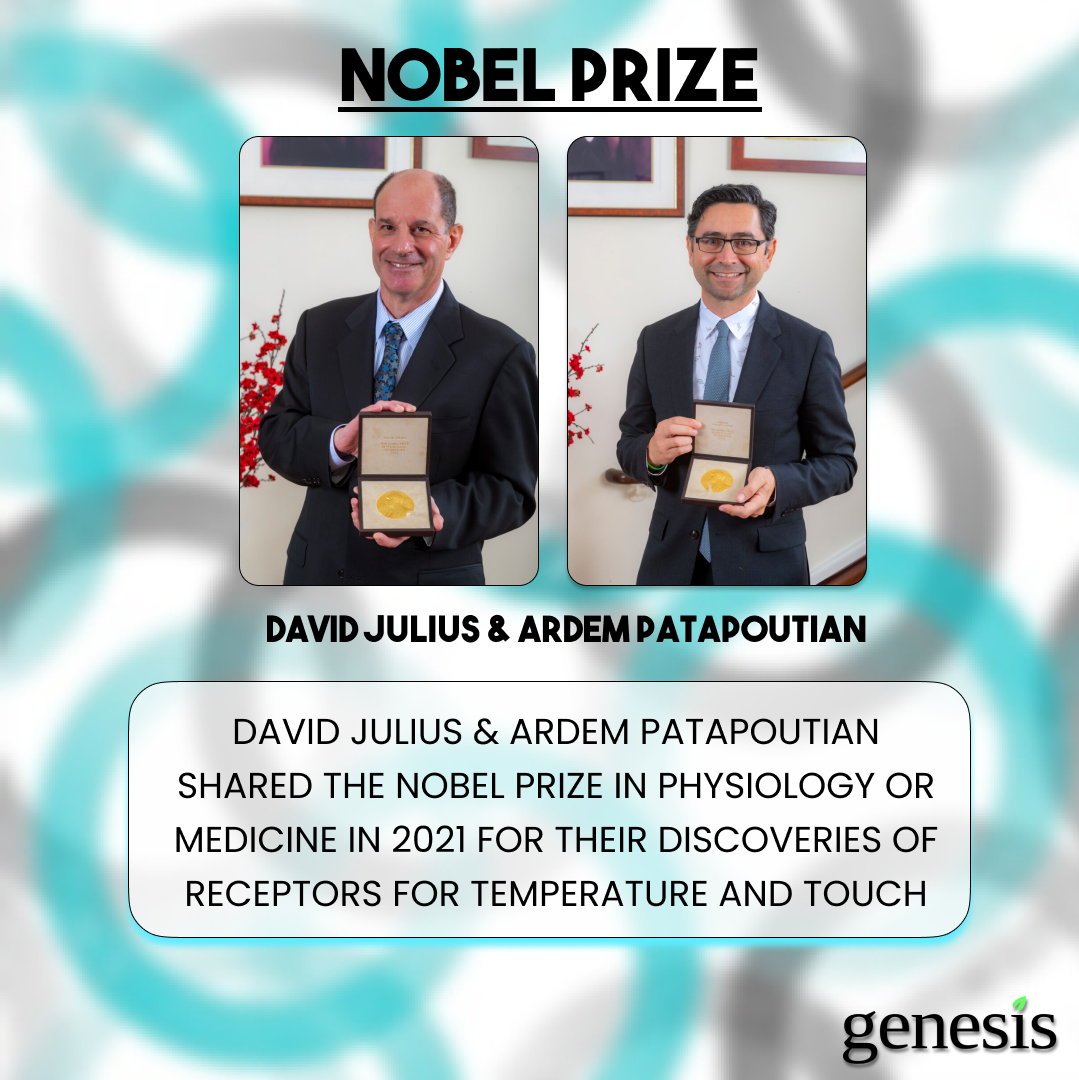 NOBEL PRIZE
DAVID JULIUS & ARDEM PATAPOUTIAN
DAVID JULIUS & ARDEM PATAPOUTIAN
SHARED THE NOBEL PRIZE IN PHYSIOLOGY OR
MEDICINE IN 2021 FOR THEIR DISCOVERIES OF
RECEPTORS FOR TEMPERATURE AND TOUCH
genesis